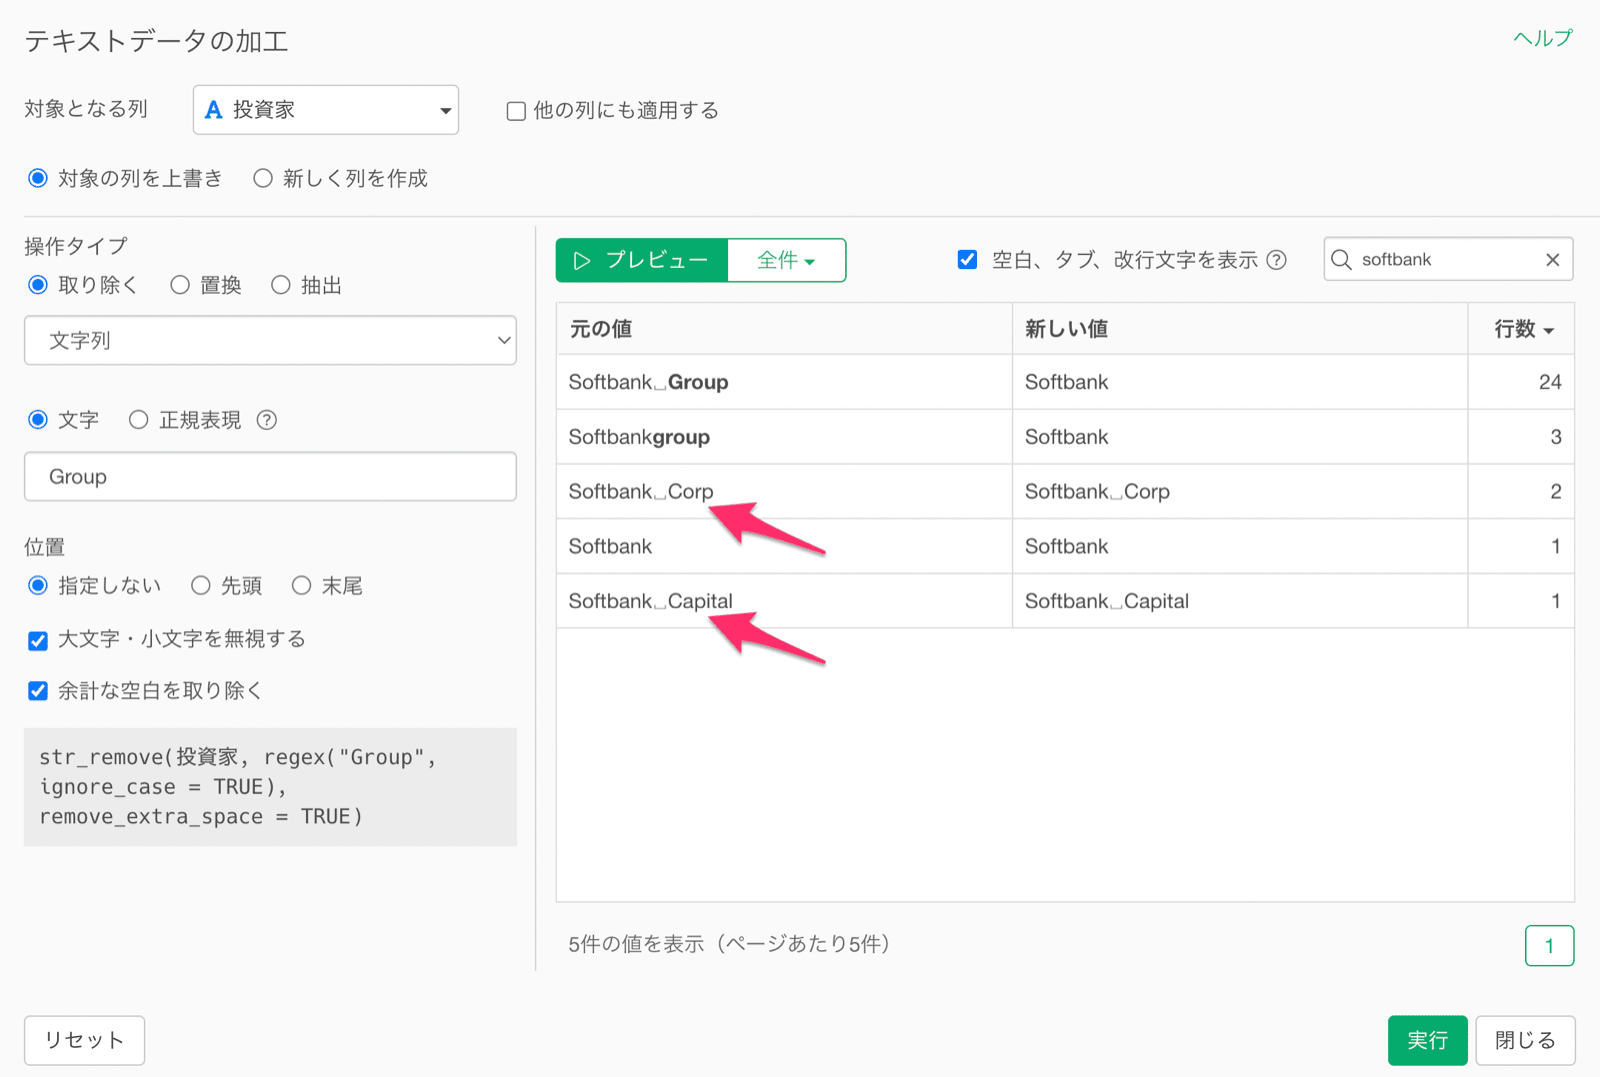 テキストデータの加工
ヘルプ
対象となる列
A 投資家
他の列にも適用する
対象の列を上書き 新しく列を作成
操作タイプ
取り除く 置換 抽出
文字列
文字 正規表現 ?
Group
位置
指定しない 先頭 末尾
大文字・小文字を無視する
余計な空白を取り除く
str_remove(投資家, regex("Group",
ignore_case = TRUE),
remove_extra_space = TRUE)
プレビュー 全件
空白、タブ、改行文字を表示 ?
softbank
元の値 新しい値 行数
Softbank␣Group Softbank 24
Softbankgroup Softbank 3
Softbank␣Corp Softbank␣Corp 2
Softbank Softbank 1
Softbank␣Capital Softbank␣Capital 1
5件の値を表示（ページあたり5件）
1
リセット
実行
閉じる